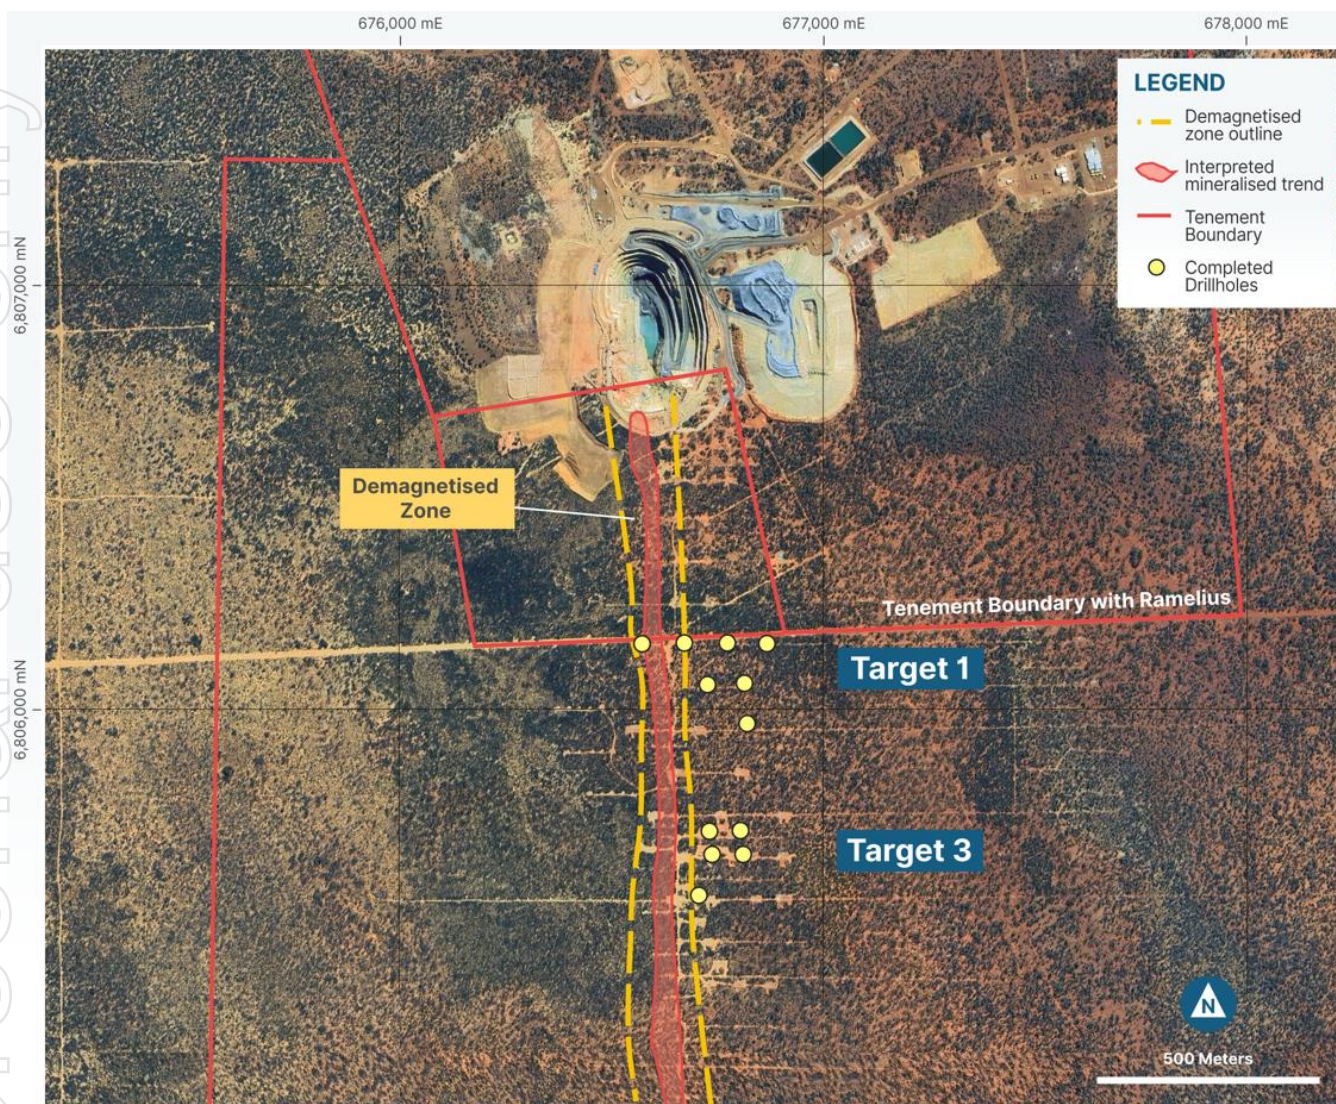 676,000 mE
677,000 mE
678,000 mE
LEGEND
Demagnetised
zone outline
Interpreted
mineralised trend
Tenement
Boundary
Completed
Drillholes
6,807,000 mN
Demagnetised
Zone
Tenement Boundary with Ramelius
Target 1
6,806,000 mN
Target 3
N
500 Meters